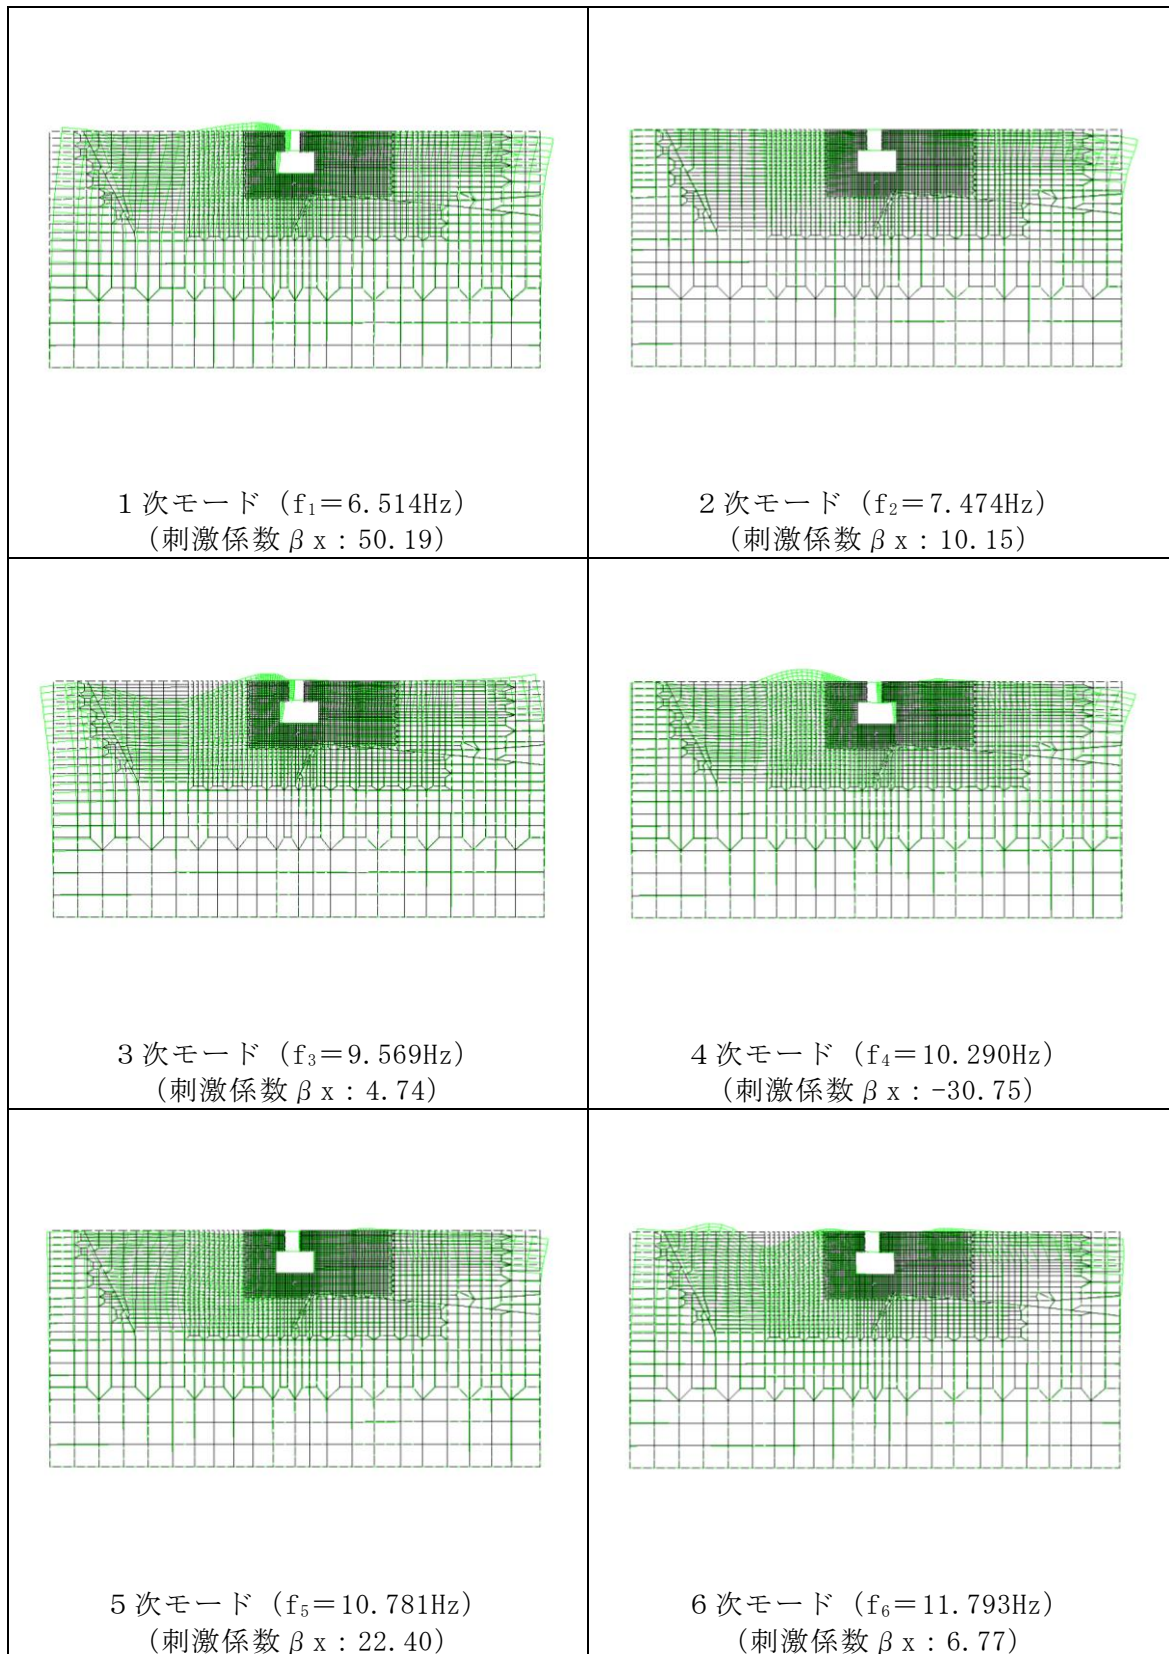 1次モード (f₁=6.514Hz)
(刺激係数βx:50.19)
2次モード (f₂=7.474Hz)
(刺激係数βx:10.15)
3次モード (f₃=9.569Hz)
(刺激係数βx:4.74)
4次モード (f₄=10.290Hz)
(刺激係数βx:-30.75)
5次モード (f₅=10.781Hz)
(刺激係数βx:22.40)
6次モード (f₆=11.793Hz)
(刺激係数βx:6.77)